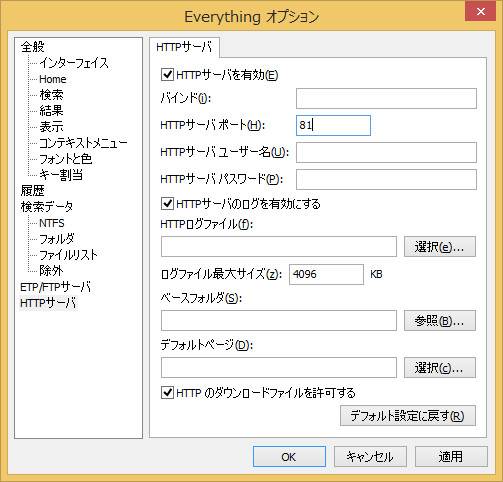 Everything オプション
全般
インターフェイス
Home
検索
結果
表示
コンテキストメニュー
フォントと色
キー割当
履歴
検索データ
NTFS
フォルダ
ファイルリスト
除外
ETP/FTPサーバ
HTTPサーバ
HTTPサーバ
HTTPサーバを有効(E)
バインド(i):
HTTPサーバ ポート(H): 81
HTTPサーバ ユーザー名(U):
HTTPサーバ パスワード(P):
HTTPサーバのログを有効にする
HTTPログファイル(f):
選択(e)...
ログファイル最大サイズ(z): 4096 KB
ベースフォルダ(S):
参照(B)...
デフォルトページ(D):
選択(c)...
HTTP のダウンロードファイルを許可する
デフォルト設定に戻す(R)
OK キャンセル 適用